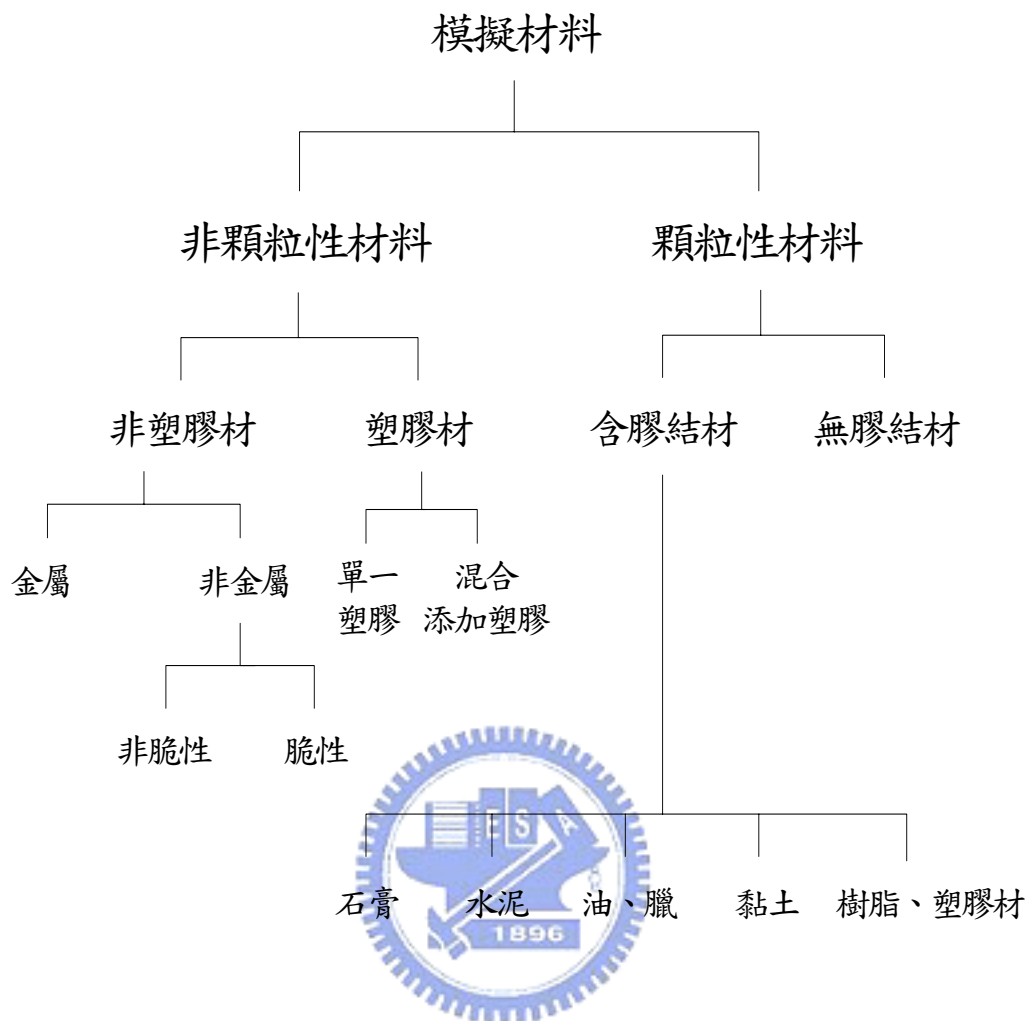 模擬材料
非顆粒性材料
顆粒性材料
非塑膠材
塑膠材
含膠結材
無膠結材
金屬
非金屬
單一
塑膠
混合
添加塑膠
非脆性
脆性
E S A
石膏
水泥
油、臘
黏土
樹脂、塑膠材
1896